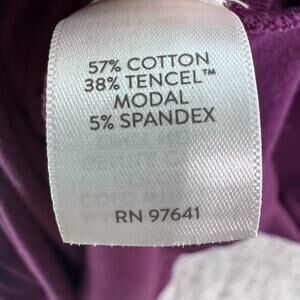 57% COTTON
38% TENCEL™
MODAL
5% SPANDEX
RN 97641